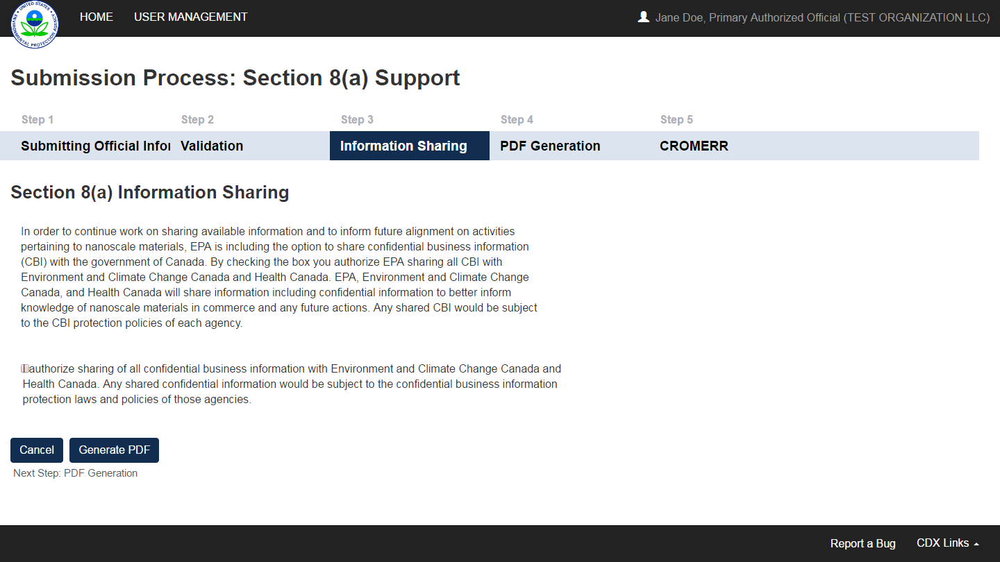 UNITED STATES
ENVIRONMENTAL PROTECTION AGENCY
HOME USER MANAGEMENT Jane Doe, Primary Authorized Official (TEST ORGANIZATION LLC)
Submission Process: Section 8(a) Support
Step 1 Step 2 Step 3 Step 4 Step 5
Submitting Official Infor Validation Information Sharing PDF Generation CROMERR
Section 8(a) Information Sharing
In order to continue work on sharing available information and to inform future alignment on activities
pertaining to nanoscale materials, EPA is including the option to share confidential business information
(CBI) with the government of Canada. By checking the box you authorize EPA sharing all CBI with
Environment and Climate Change Canada and Health Canada. EPA, Environment and Climate Change
Canada, and Health Canada will share information including confidential information to better inform
knowledge of nanoscale materials in commerce and any future actions. Any shared CBI would be subject
to the CBI protection policies of each agency.
I authorize sharing of all confidential business information with Environment and Climate Change Canada and
Health Canada. Any shared confidential information would be subject to the confidential business information
protection laws and policies of those agencies.
Cancel Generate PDF
Next Step: PDF Generation
Report a Bug CDX Links